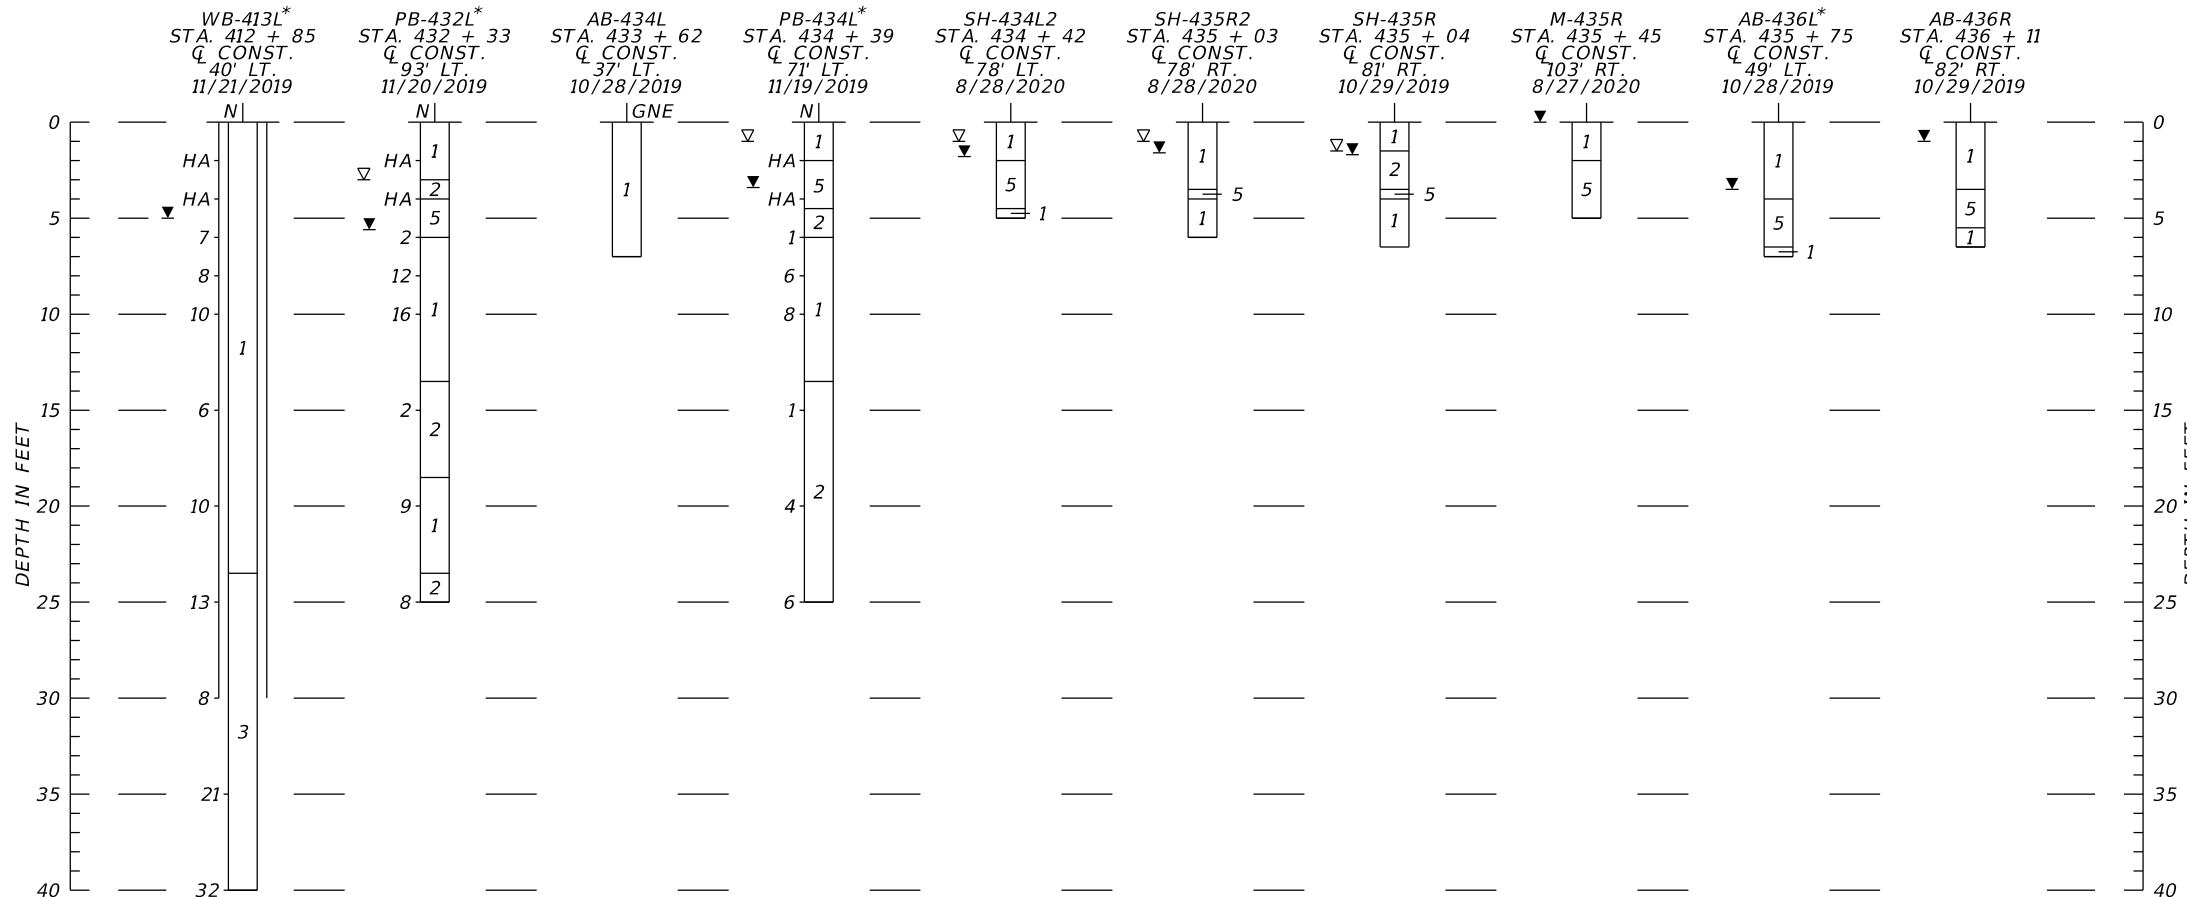 WB-413L*
STA. 412 + 85
℄ CONST.
40' LT.
11/21/2019
N
HA
HA
7
8
10
6
10
13
8
21
32
1
3
PB-432L*
STA. 432 + 33
℄ CONST.
93' LT.
11/20/2019
N
HA
HA
2
12
16
2
9
8
1
2
5
1
2
1
2
AB-434L
STA. 433 + 62
℄ CONST.
37' LT.
10/28/2019
GNE
1
PB-434L*
STA. 434 + 39
℄ CONST.
71' LT.
11/19/2019
N
HA
HA
1
6
8
1
4
6
1
5
2
1
2
SH-434L2
STA. 434 + 42
℄ CONST.
78' LT.
8/28/2020
1
5
1
SH-435R2
STA. 435 + 03
℄ CONST.
78' RT.
8/28/2020
1
5
1
SH-435R
STA. 435 + 04
℄ CONST.
81' RT.
10/29/2019
1
2
5
1
M-435R
STA. 435 + 45
℄ CONST.
103' RT.
8/27/2020
1
5
AB-436L*
STA. 435 + 75
℄ CONST.
49' LT.
10/28/2019
1
5
1
AB-436R
STA. 436 + 11
℄ CONST.
82' RT.
10/29/2019
1
5
1
DEPTH IN FEET
0
5
10
15
20
25
30
35
40
0
5
10
15
20
25
30
35
40